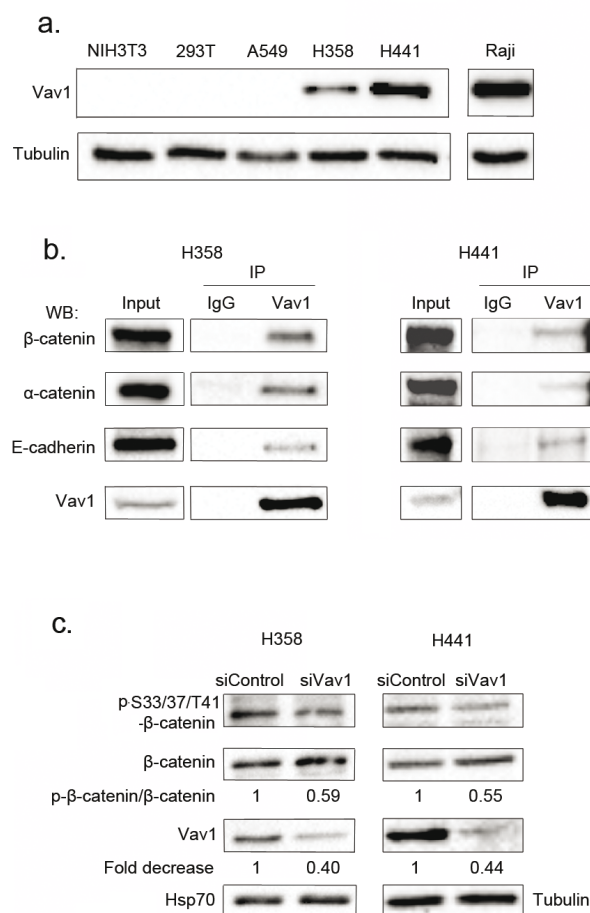 a.
NIH3T3 293T A549 H358 H441 Raji
Vav1
Tubulin
b.
H358 H441
IP IP
WB: Input IgG Vav1 Input IgG Vav1
β-catenin
α-catenin
E-cadherin
Vav1
c.
H358 H441
siControl siVav1 siControl siVav1
p-S33/37/T41
-β-catenin
β-catenin
p-β-catenin/β-catenin 1 0.59 1 0.55
Vav1
Fold decrease 1 0.40 1 0.44
Hsp70 Tubulin